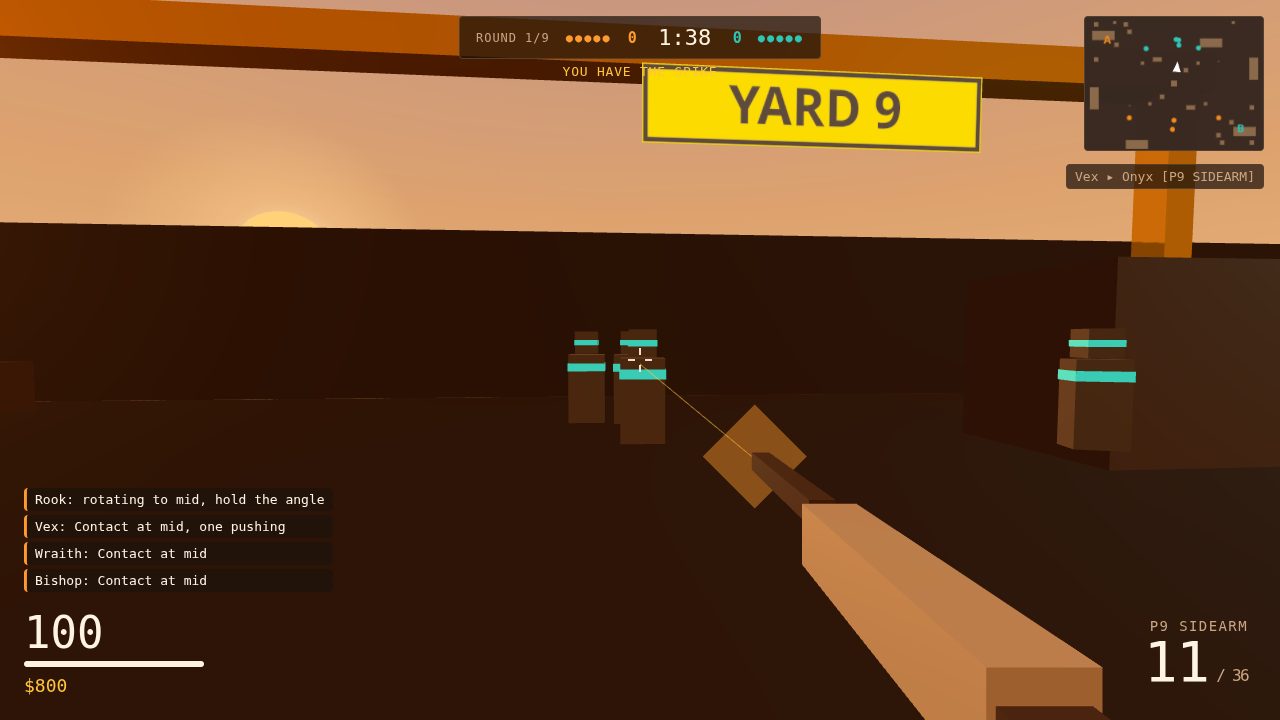 ROUND 1/9
0
1:38
0
YOU HAVE THE SPIKE
YARD 9
A
B
Vex ▸ Onyx [P9 SIDEARM]
Rook: rotating to mid, hold the angle
Vex: Contact at mid, one pushing
Wraith: Contact at mid
Bishop: Contact at mid
100
$800
P9 SIDEARM
11 / 36